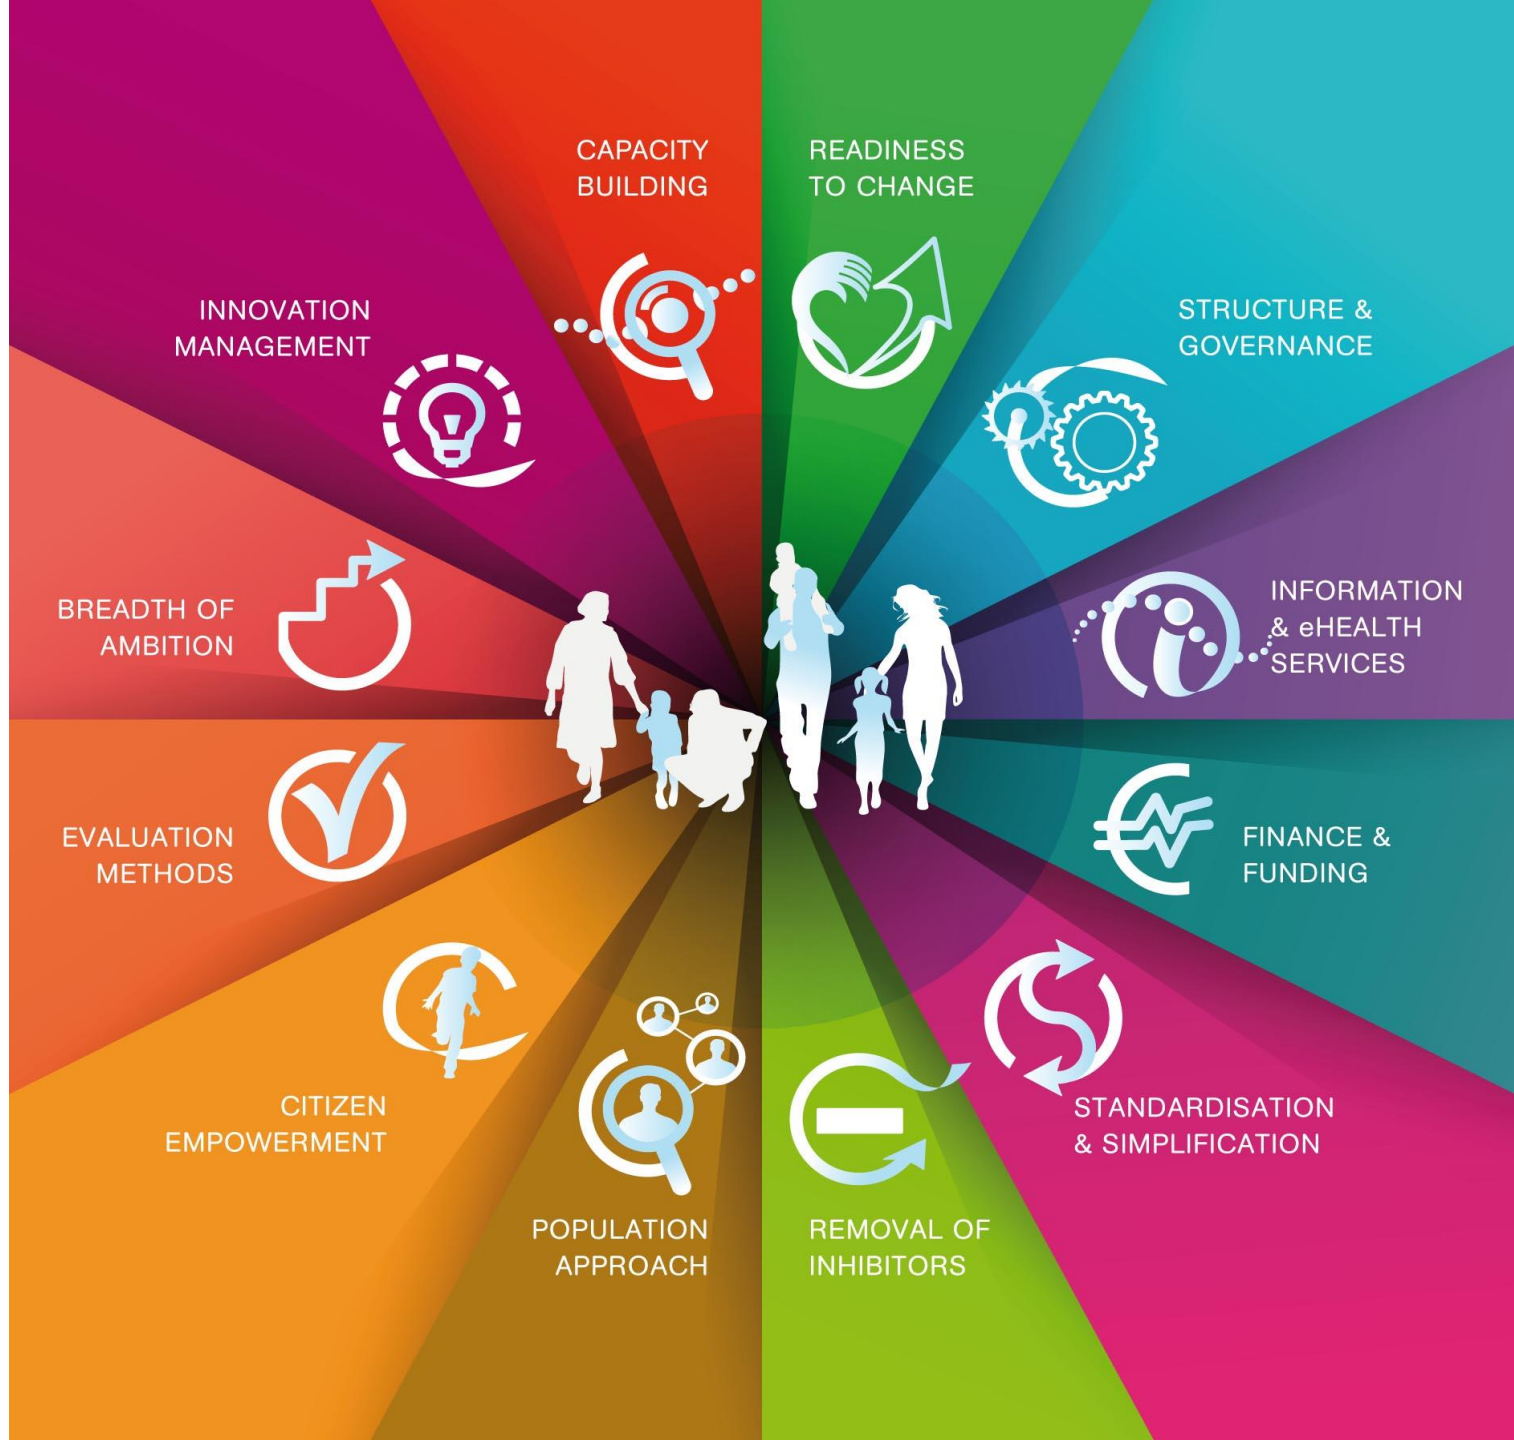 CAPACITY
BUILDING
READINESS
TO CHANGE
STRUCTURE &
GOVERNANCE
INFORMATION
& eHEALTH
SERVICES
FINANCE &
FUNDING
STANDARDISATION
& SIMPLIFICATION
REMOVAL OF
INHIBITORS
POPULATION
APPROACH
CITIZEN
EMPOWERMENT
EVALUATION
METHODS
BREADTH OF
AMBITION
INNOVATION
MANAGEMENT